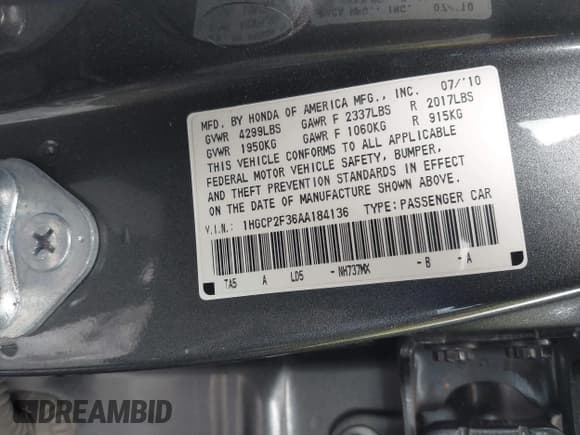 MFD. BY HONDA OF AMERICA MFG., INC. 07/'10
GVWR 4299LBS GAWR F 2337LBS R 2017LBS
GVWR 1950KG GAWR F 1060KG R 915KG
THIS VEHICLE CONFORMS TO ALL APPLICABLE
FEDERAL MOTOR VEHICLE SAFETY, BUMPER,
AND THEFT PREVENTION STANDARDS IN EFFECT
ON THE DATE OF MANUFACTURE SHOWN ABOVE.
V.I.N.: 1HGCP2F36AA184136 TYPE: PASSENGER CAR
TA5 A LD5 - NH737MX - B - A
DREAMBID